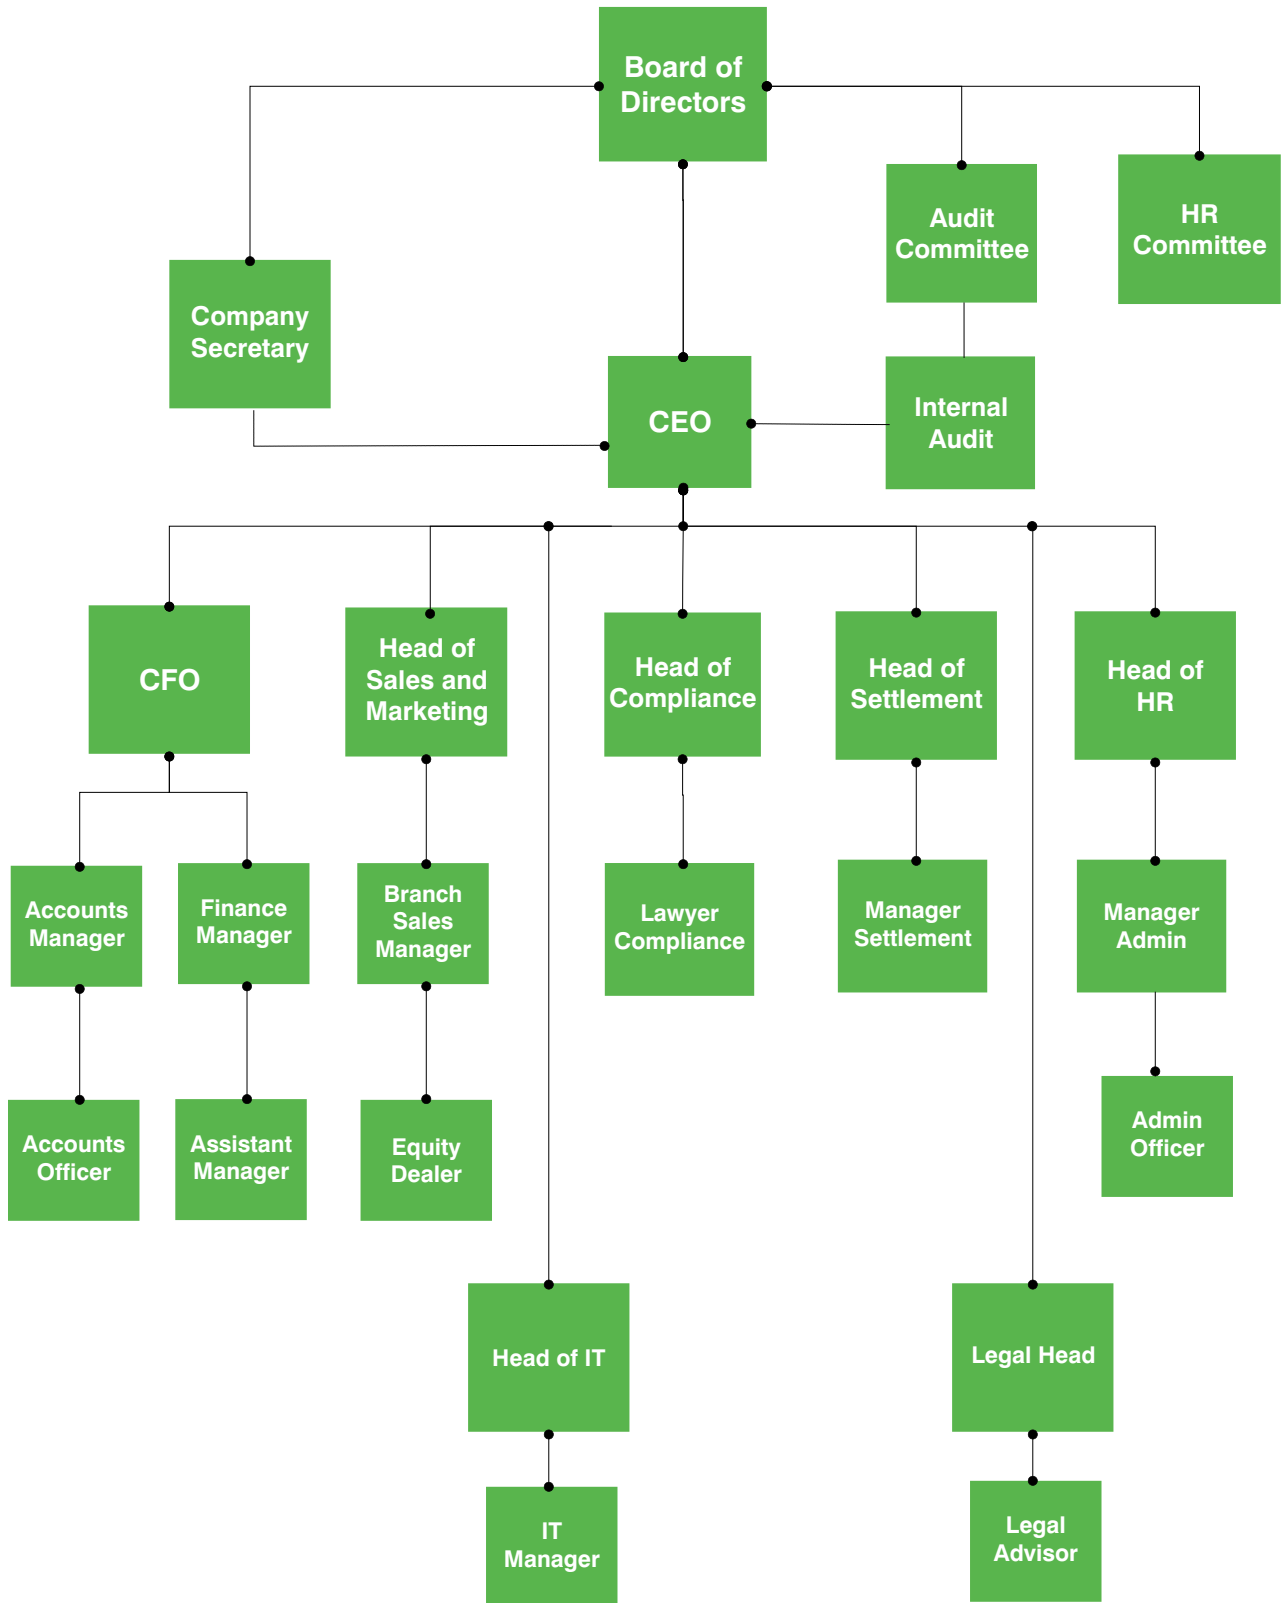 Board of
Directors
Audit
Committee
HR
Committee
Company
Secretary
CEO
Internal
Audit
CFO
Head of
Sales and
Marketing
Head of
Compliance
Head of
Settlement
Head of
HR
Accounts
Manager
Finance
Manager
Branch
Sales
Manager
Lawyer
Compliance
Manager
Settlement
Manager
Admin
Accounts
Officer
Assistant
Manager
Equity
Dealer
Admin
Officer
Head of IT
Legal Head
IT
Manager
Legal
Advisor